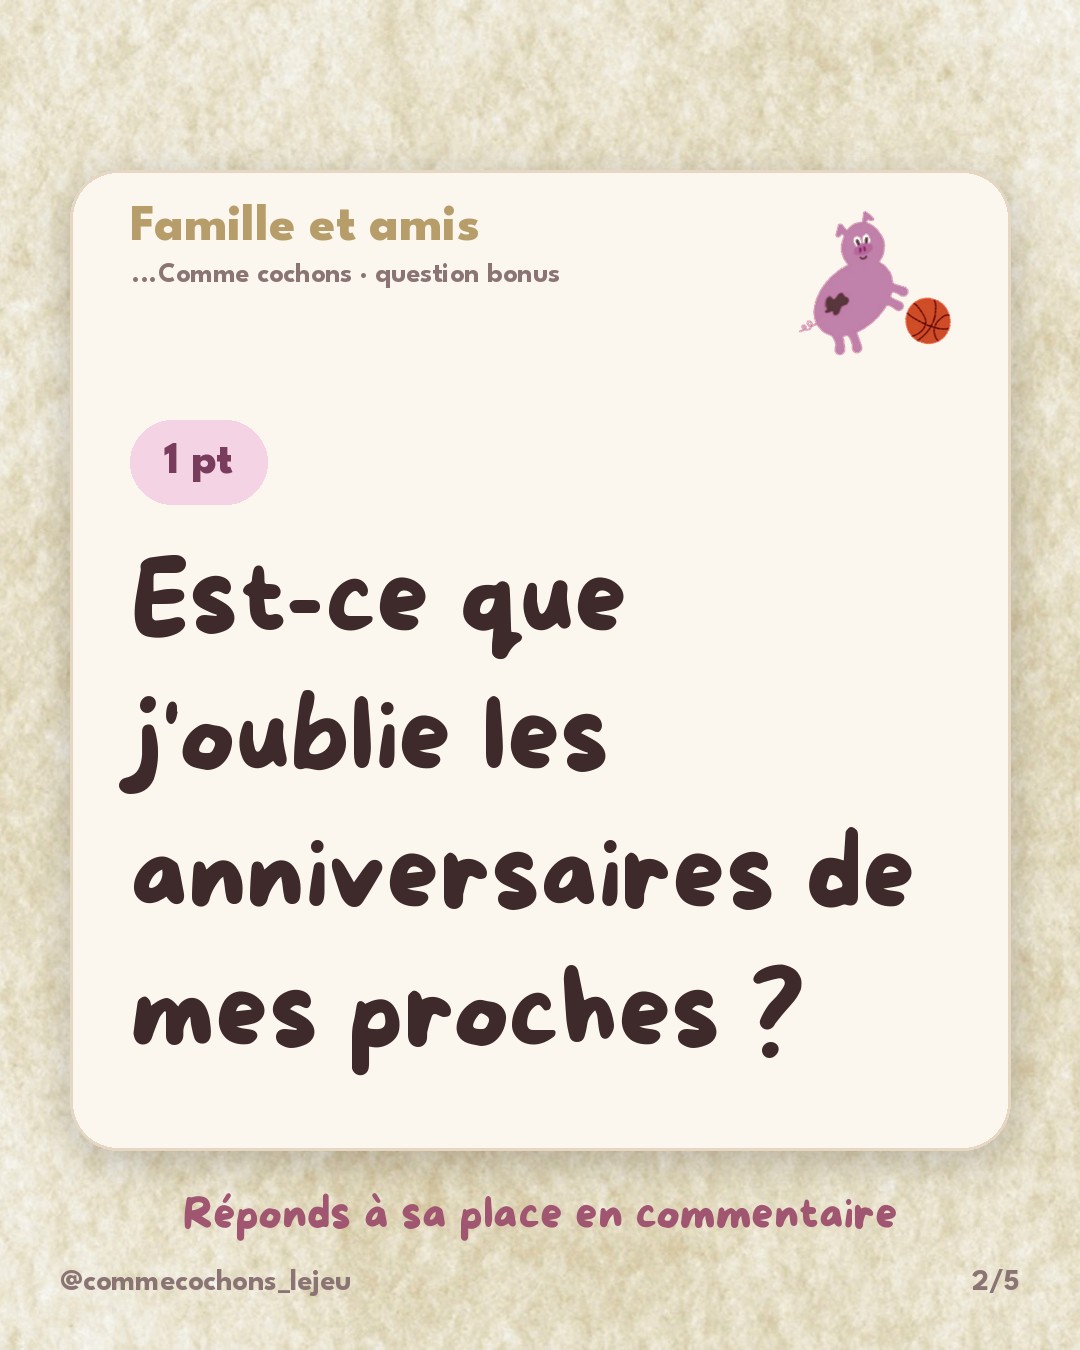 Famille et amis
...Comme cochons · question bonus
1 pt
Est-ce que
j'oublie les
anniversaires de
mes proches ?
Réponds à sa place en commentaire
@commecochons_lejeu
2/5